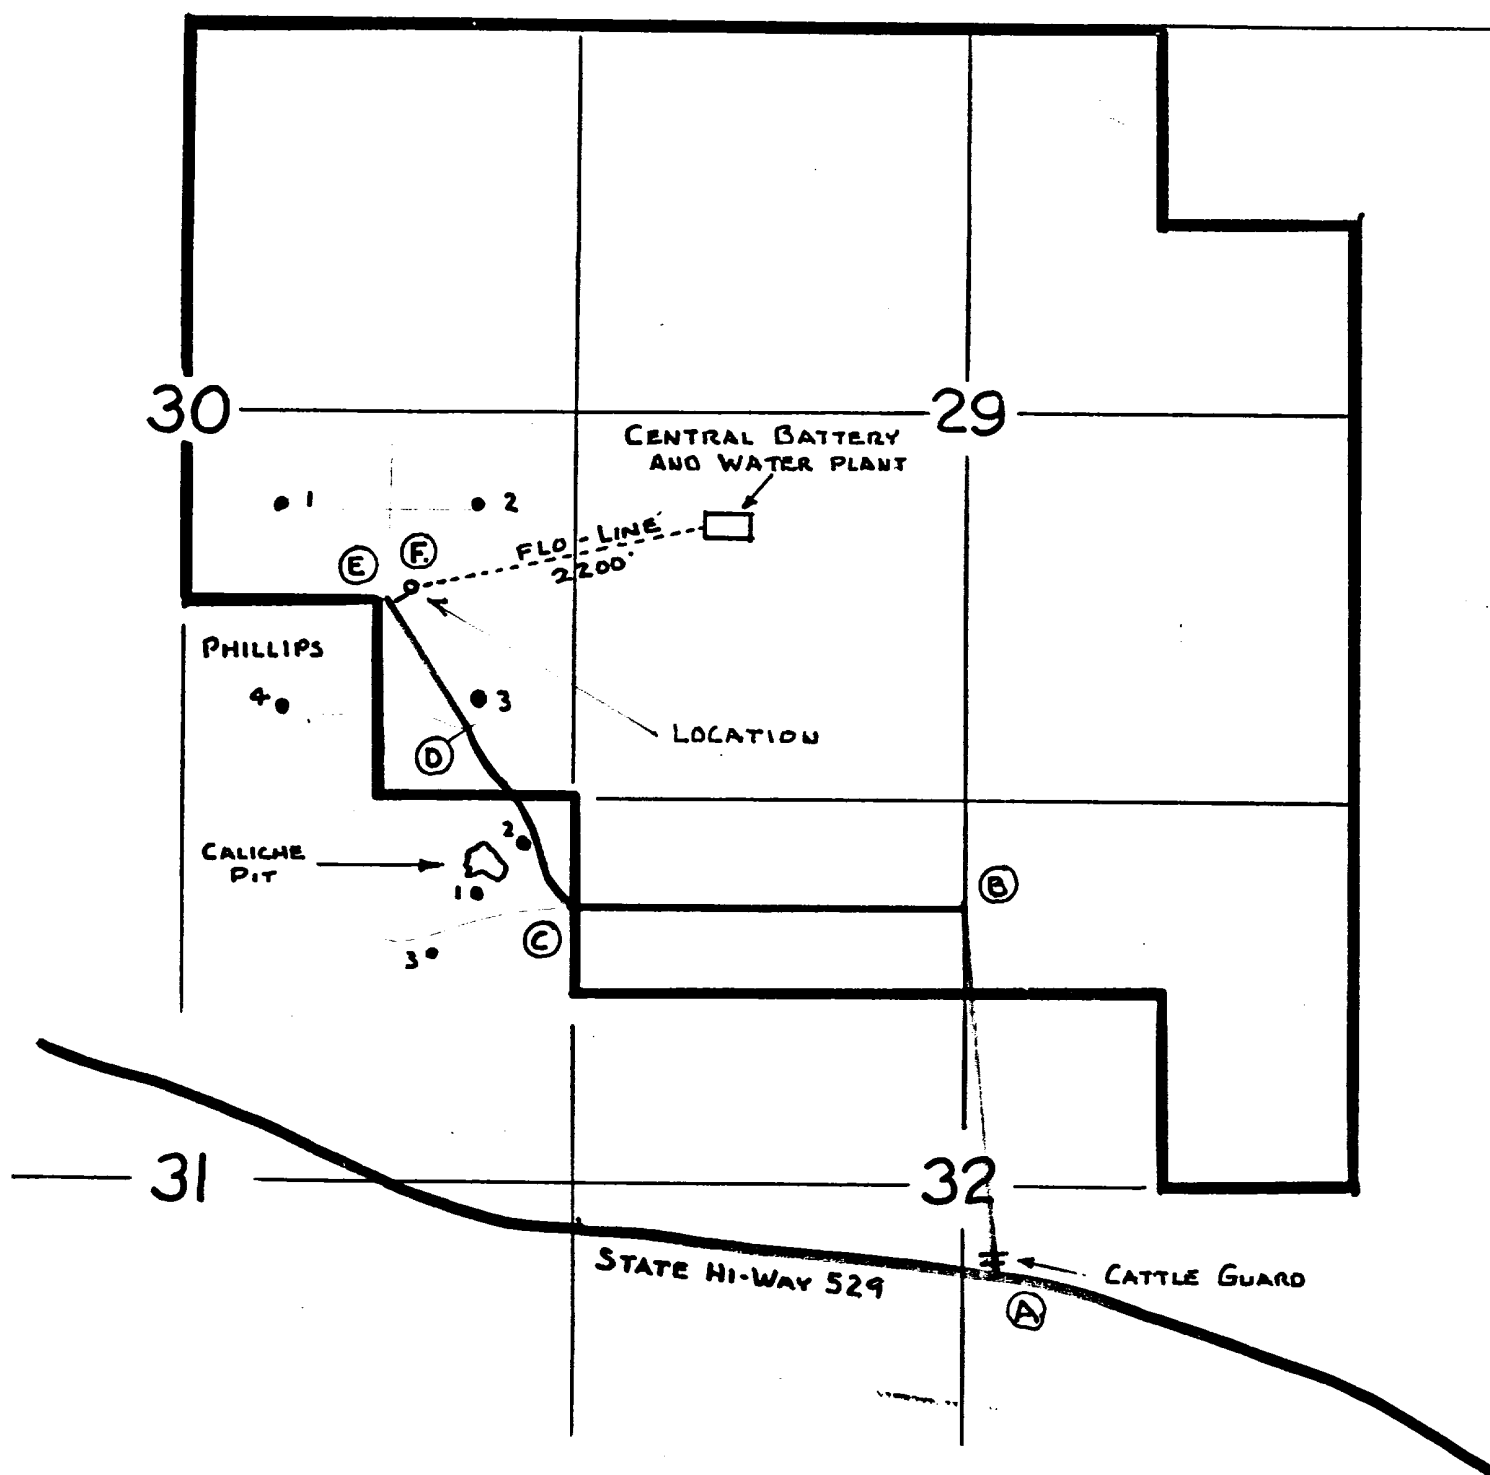 30
29
CENTRAL BATTERY
AND WATER PLANT
1
2
E
F.
FLO-LINE
2200'
PHILLIPS
4
3
D
LOCATION
2
CALICHE
PIT
1
B
C
3
31
32
STATE HI-WAY 529
CATTLE GUARD
A